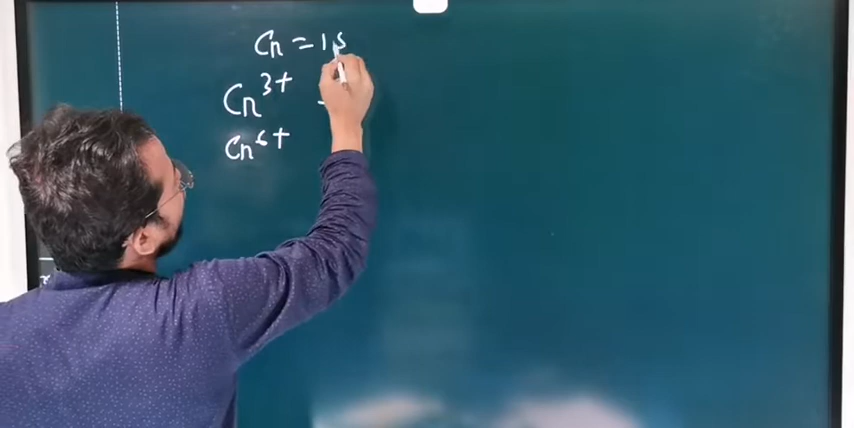 Cr = 1s
Cr³⁺ -
Cr⁶⁺